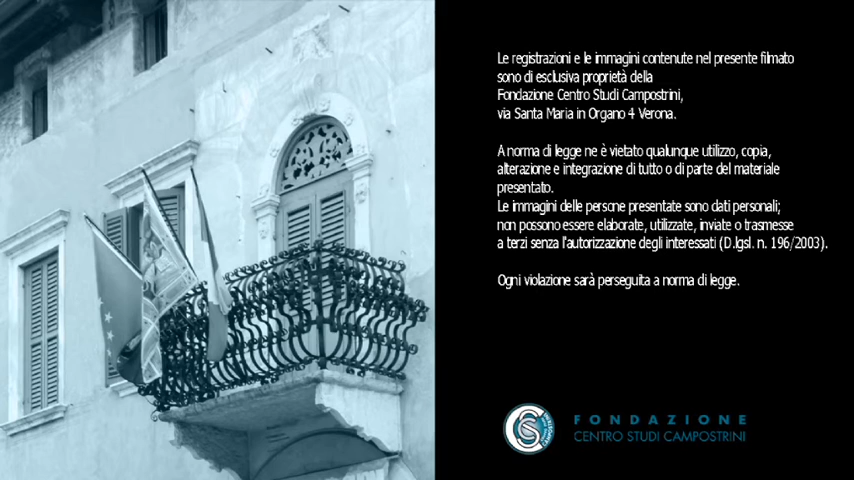 Le registrazioni e le immagini contenute nel presente filmato
sono di esclusiva proprietà della
Fondazione Centro Studi Campostrini,
via Santa Maria in Organo 4 Verona.
A norma di legge ne è vietato qualunque utilizzo, copia,
alterazione e integrazione di tutto o di parte del materiale
presentato.
Le immagini delle persone presentate sono dati personali;
non possono essere elaborate, utilizzate, inviate o trasmesse
a terzi senza l'autorizzazione degli interessati (D.lgsl. n. 196/2003).
Ogni violazione sarà perseguita a norma di legge.
FONDAZIONE
CENTRO STUDI CAMPOSTRINI